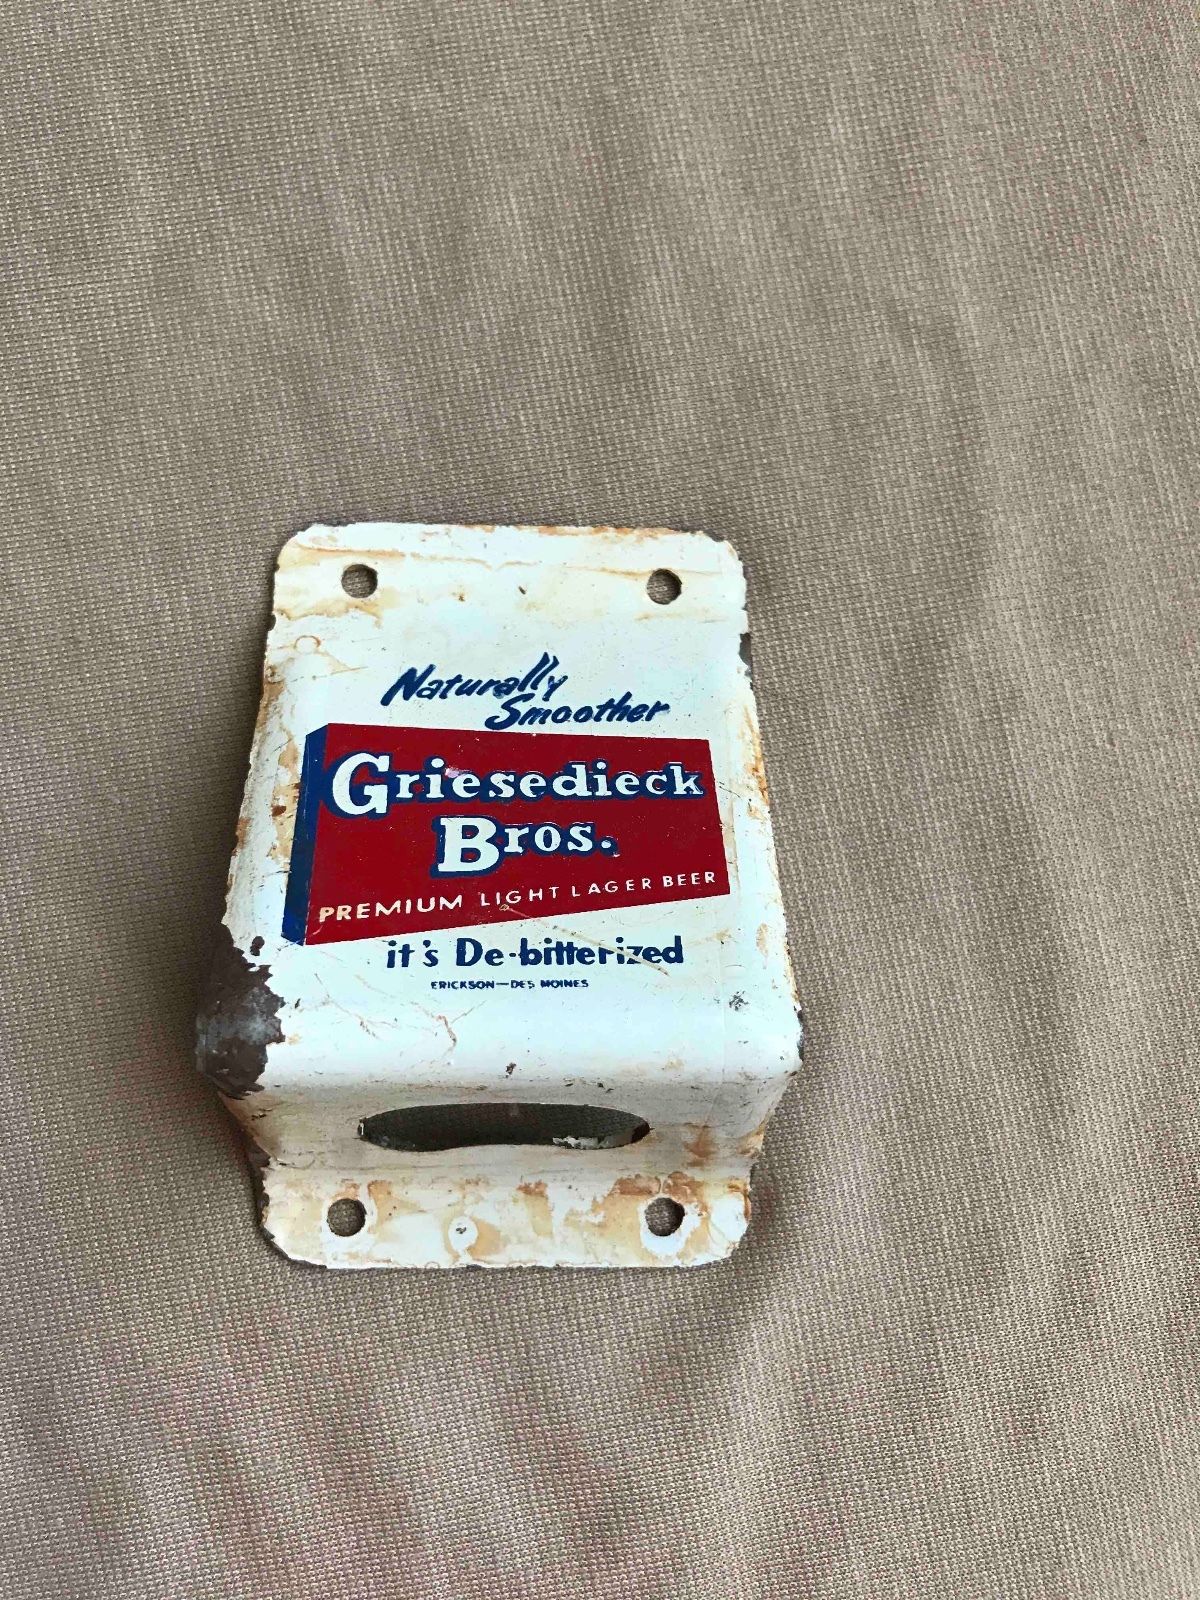 Naturally
Smoother
Griesedieck
Bros.
PREMIUM LIGHT LAGER BEER
it's De-bitterized
ERICKSON—DES MOINES